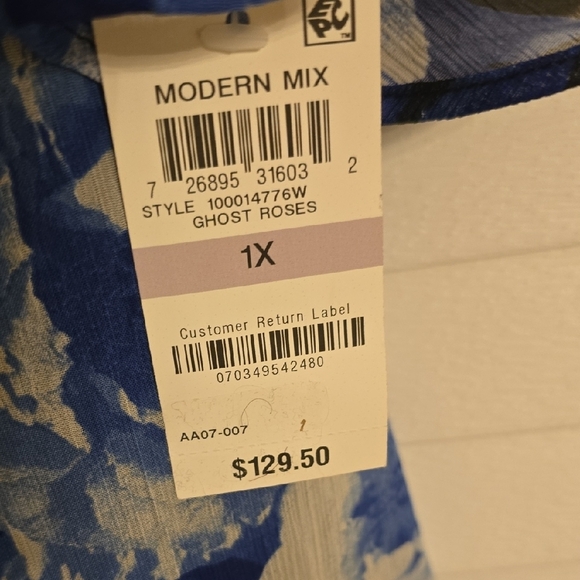 EPC™
MODERN MIX
7 26895 31603 2
STYLE 100014776W
GHOST ROSES
1X
Customer Return Label
070349542480
AA07-007
$129.50